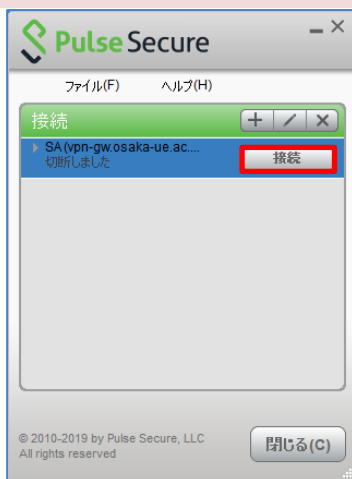 Pulse Secure
ファイル(F) ヘルプ(H)
接続
SA (vpn-gw.osaka-ue.ac....
切断しました
接続
© 2010-2019 by Pulse Secure, LLC
All rights reserved
閉じる(C)